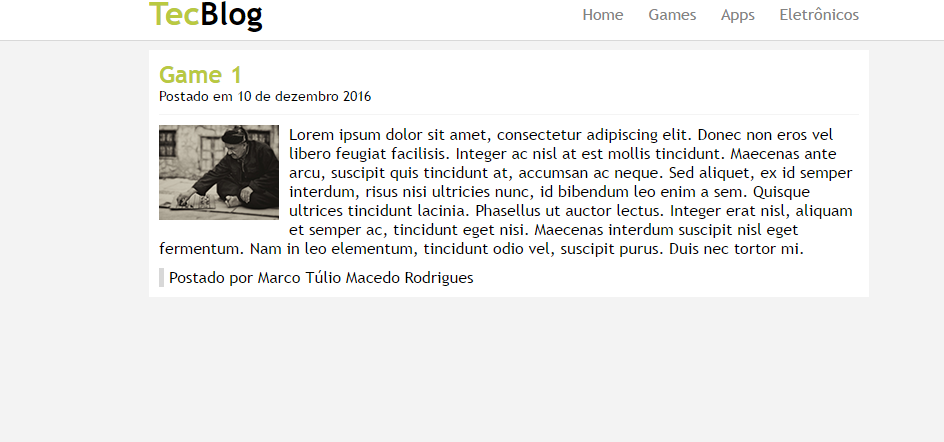 TecBlog
Home Games Apps Eletrônicos
Game 1
Postado em 10 de dezembro 2016
Lorem ipsum dolor sit amet, consectetur adipiscing elit. Donec non eros vel
libero feugiat facilisis. Integer ac nisl at est mollis tincidunt. Maecenas ante
arcu, suscipit quis tincidunt at, accumsan ac neque. Sed aliquet, ex id semper
interdum, risus nisi ultricies nunc, id bibendum leo enim a sem. Quisque
ultrices tincidunt lacinia. Phasellus ut auctor lectus. Integer erat nisl, aliquam
et semper ac, tincidunt eget nisi. Maecenas interdum suscipit nisl eget
fermentum. Nam in leo elementum, tincidunt odio vel, suscipit purus. Duis nec tortor mi.
Postado por Marco Túlio Macedo Rodrigues